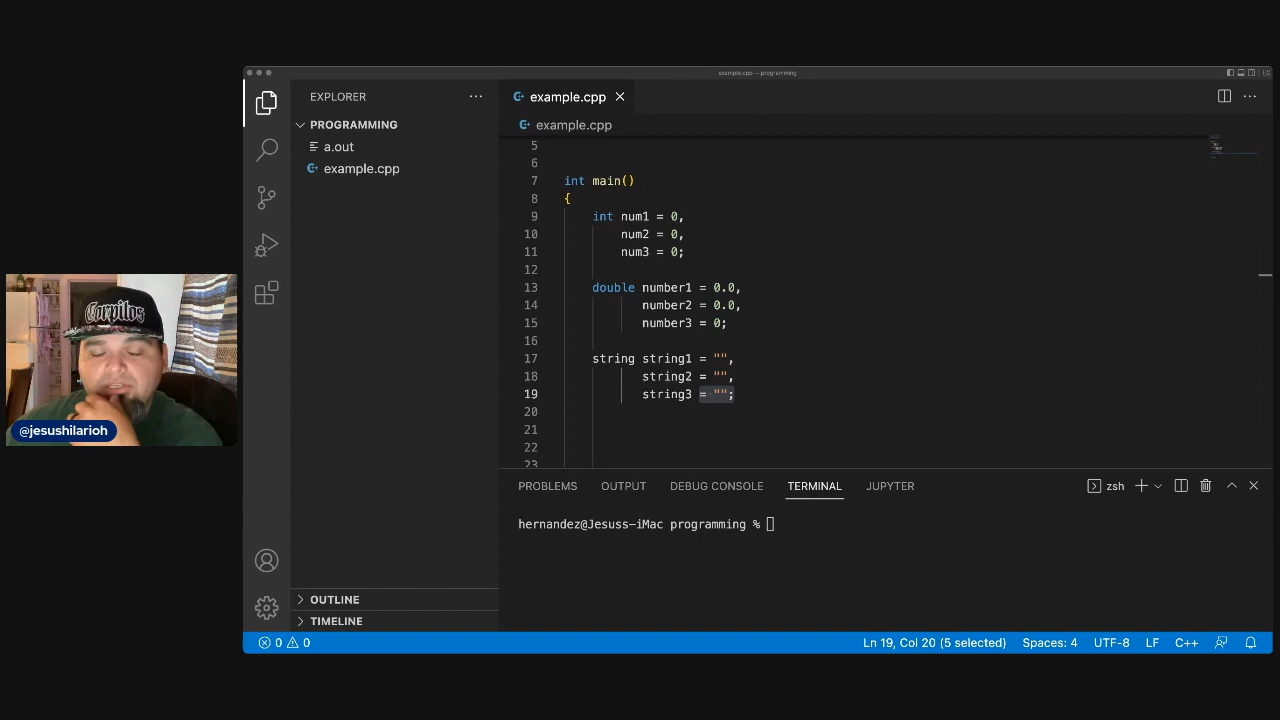 example.cpp — programming
EXPLORER
PROGRAMMING
a.out
example.cpp
OUTLINE
TIMELINE
example.cpp
example.cpp
5
6
7 int main()
8 {
9 int num1 = 0,
10 num2 = 0,
11 num3 = 0;
12
13 double number1 = 0.0,
14 number2 = 0.0,
15 number3 = 0;
16
17 string string1 = "",
18 string2 = "",
19 string3 = "";
20
21
22
23
PROBLEMS OUTPUT DEBUG CONSOLE TERMINAL JUPYTER
zsh
hernandez@Jesuss-iMac programming %
0 0
Ln 19, Col 20 (5 selected) Spaces: 4 UTF-8 LF C++
Corpilos
@jesushilarioh